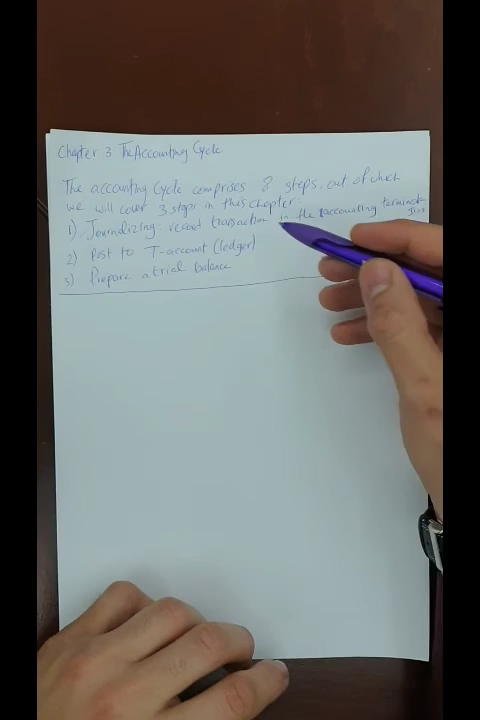 Chapter 3 The Accounting Cycle
The accounting Cycle comprises 8 steps, out of which
we will cover 3 steps in this chapter:
1) Journalizing: record transaction in the accounting
2) Post to T-account (ledger)
3) Prepare a trial balance